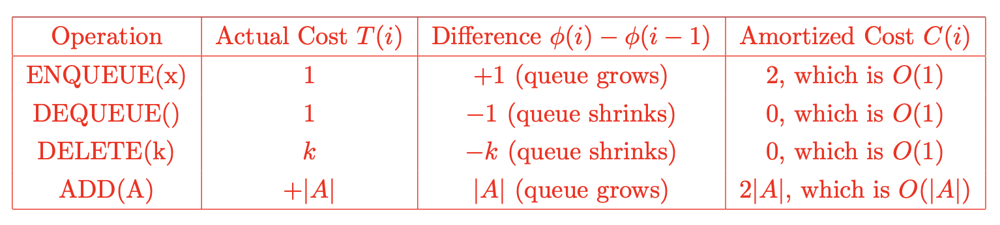 Operation Actual Cost T(i) Difference ϕ(i) − ϕ(i − 1) Amortized Cost C(i)
ENQUEUE(x) 1 +1 (queue grows) 2, which is O(1)
DEQUEUE() 1 −1 (queue shrinks) 0, which is O(1)
DELETE(k) k −k (queue shrinks) 0, which is O(1)
ADD(A) +|A| |A| (queue grows) 2|A|, which is O(|A|)